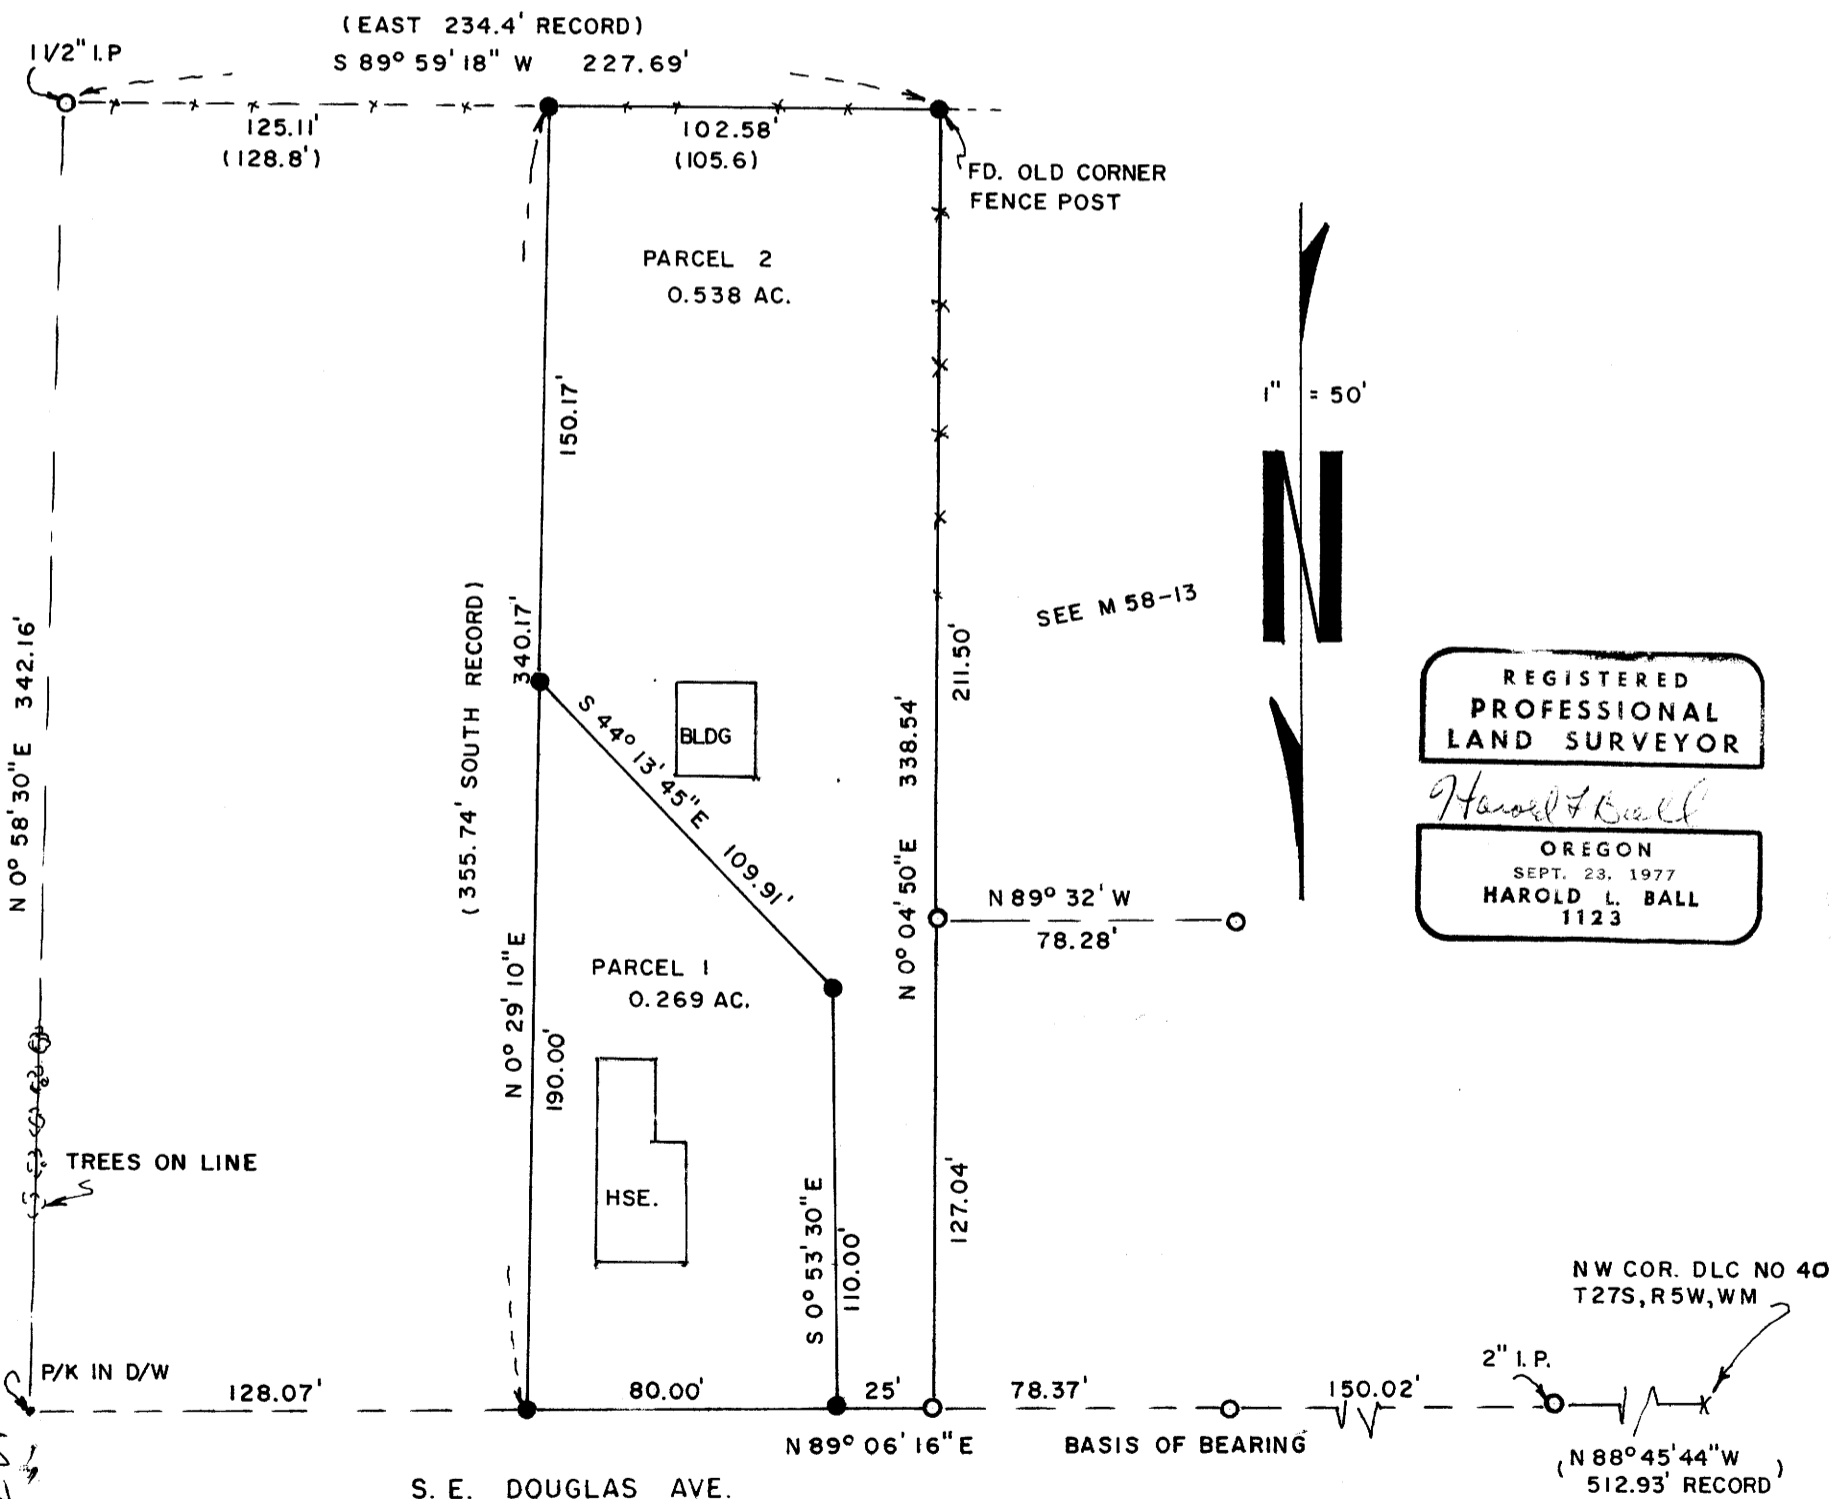 (EAST 234.4' RECORD)
S 89° 59' 18" W 227.69'
1 1/2" I.P
125.11'
(128.8')
102.58'
(105.6)
FD. OLD CORNER
FENCE POST
PARCEL 2
0.538 AC.
150.17'
1" = 50'
N
SEE M 58-13
N 0° 58' 30" E 342.16'
(355.74' SOUTH RECORD)
340.17'
211.50'
338.54'
S 44° 13' 45" E 109.91'
BLDG
REGISTERED
PROFESSIONAL
LAND SURVEYOR
Harold L Ball
OREGON
SEPT. 23, 1977
HAROLD L. BALL
1123
N 0° 04' 50" E
N 89° 32' W
78.28'
PARCEL 1
0.269 AC.
N 0° 29' 10" E
190.00'
TREES ON LINE
HSE.
S 0° 53' 30" E
110.00'
127.04'
NW COR. DLC NO 40
T27S, R5W, WM
2" I.P.
P/K IN D/W
128.07'
80.00'
25'
78.37'
150.02'
N 89° 06' 16" E
BASIS OF BEARING
(N 88° 45' 44" W
512.93' RECORD)
S. E. DOUGLAS AVE.